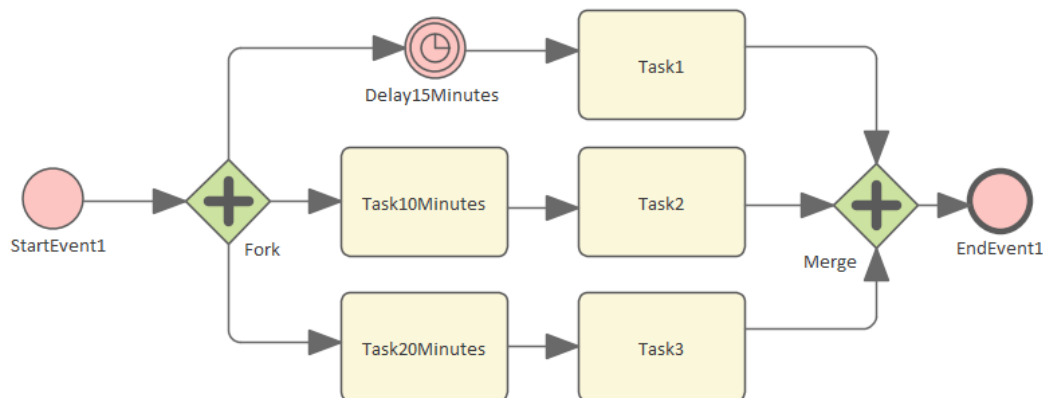 Task1
Delay15Minutes
Task10Minutes
Task2
StartEvent1
Fork
Merge
EndEvent1
Task20Minutes
Task3